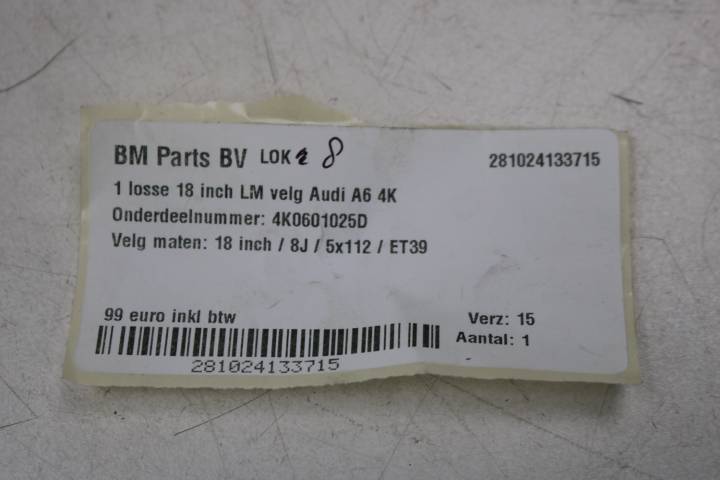 BM Parts BV LOK 8 281024133715
1 losse 18 inch LM velg Audi A6 4K
Onderdeelnummer: 4K0601025D
Velg maten: 18 inch / 8J / 5x112 / ET39
99 euro inkl btw Verz: 15
Aantal: 1
281024133715